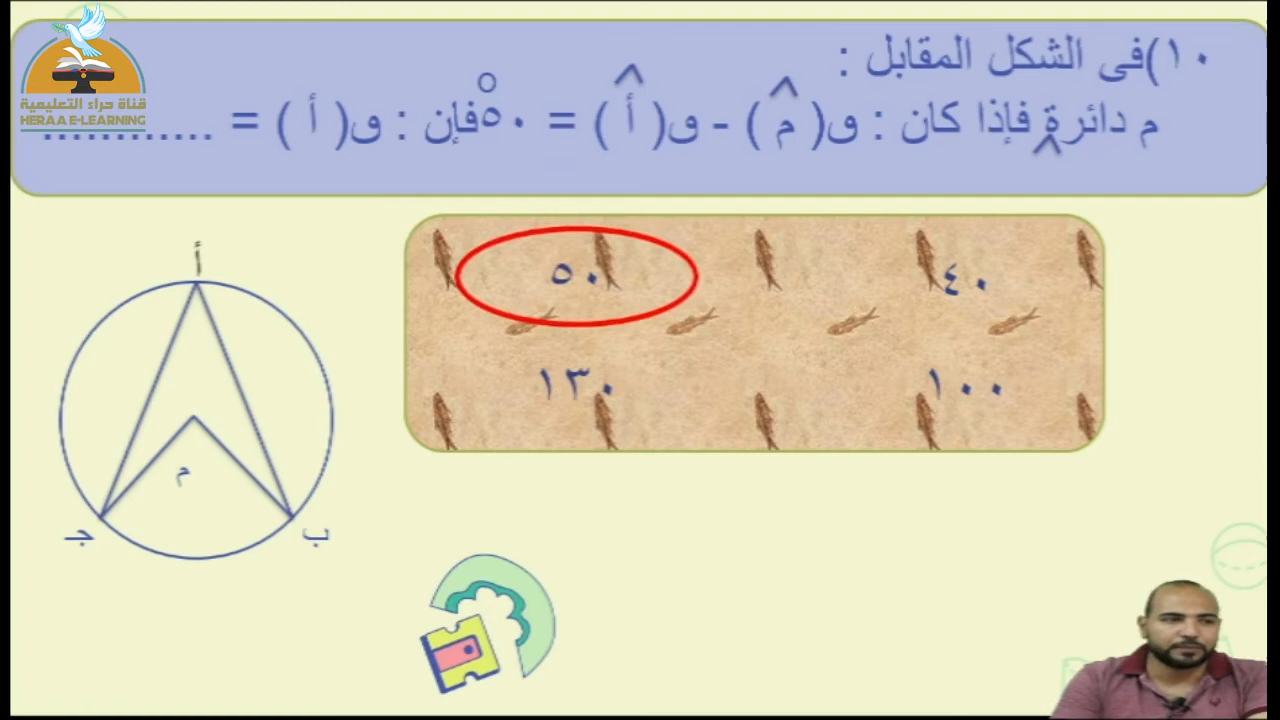 ١٠)فى الشكل المقابل :
م دائرة فإذا كان : ق( م ) - ق( أ ) = ٥٠ فإن : ق( أ ) = ............
قناة حراء التعليمية
HERAA E-LEARNING
٤٠
٥٠
١٠٠
١٣٠
أ
م
جـ
ب